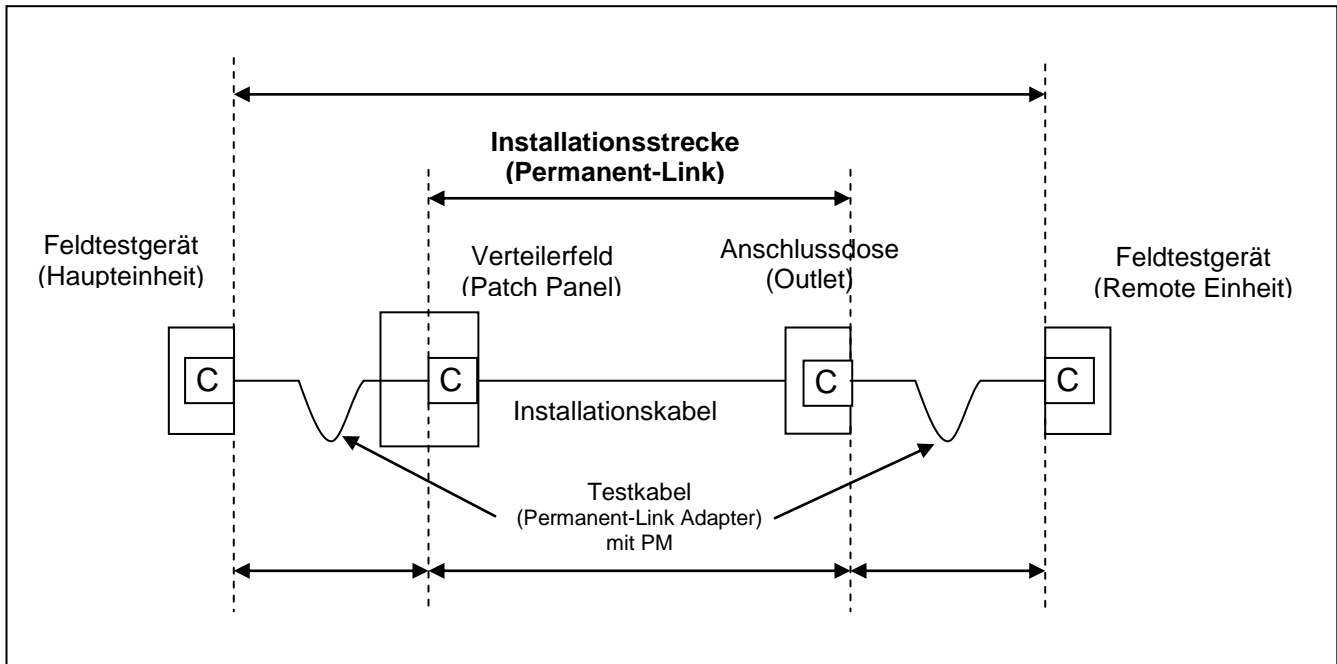 Installationsstrecke
(Permanent-Link)
Feldtestgerät
(Haupteinheit)
Verteilerfeld
(Patch Panel)
Anschlussdose
(Outlet)
Feldtestgerät
(Remote Einheit)
C
C
C
C
Installationskabel
Testkabel
(Permanent-Link Adapter)
mit PM